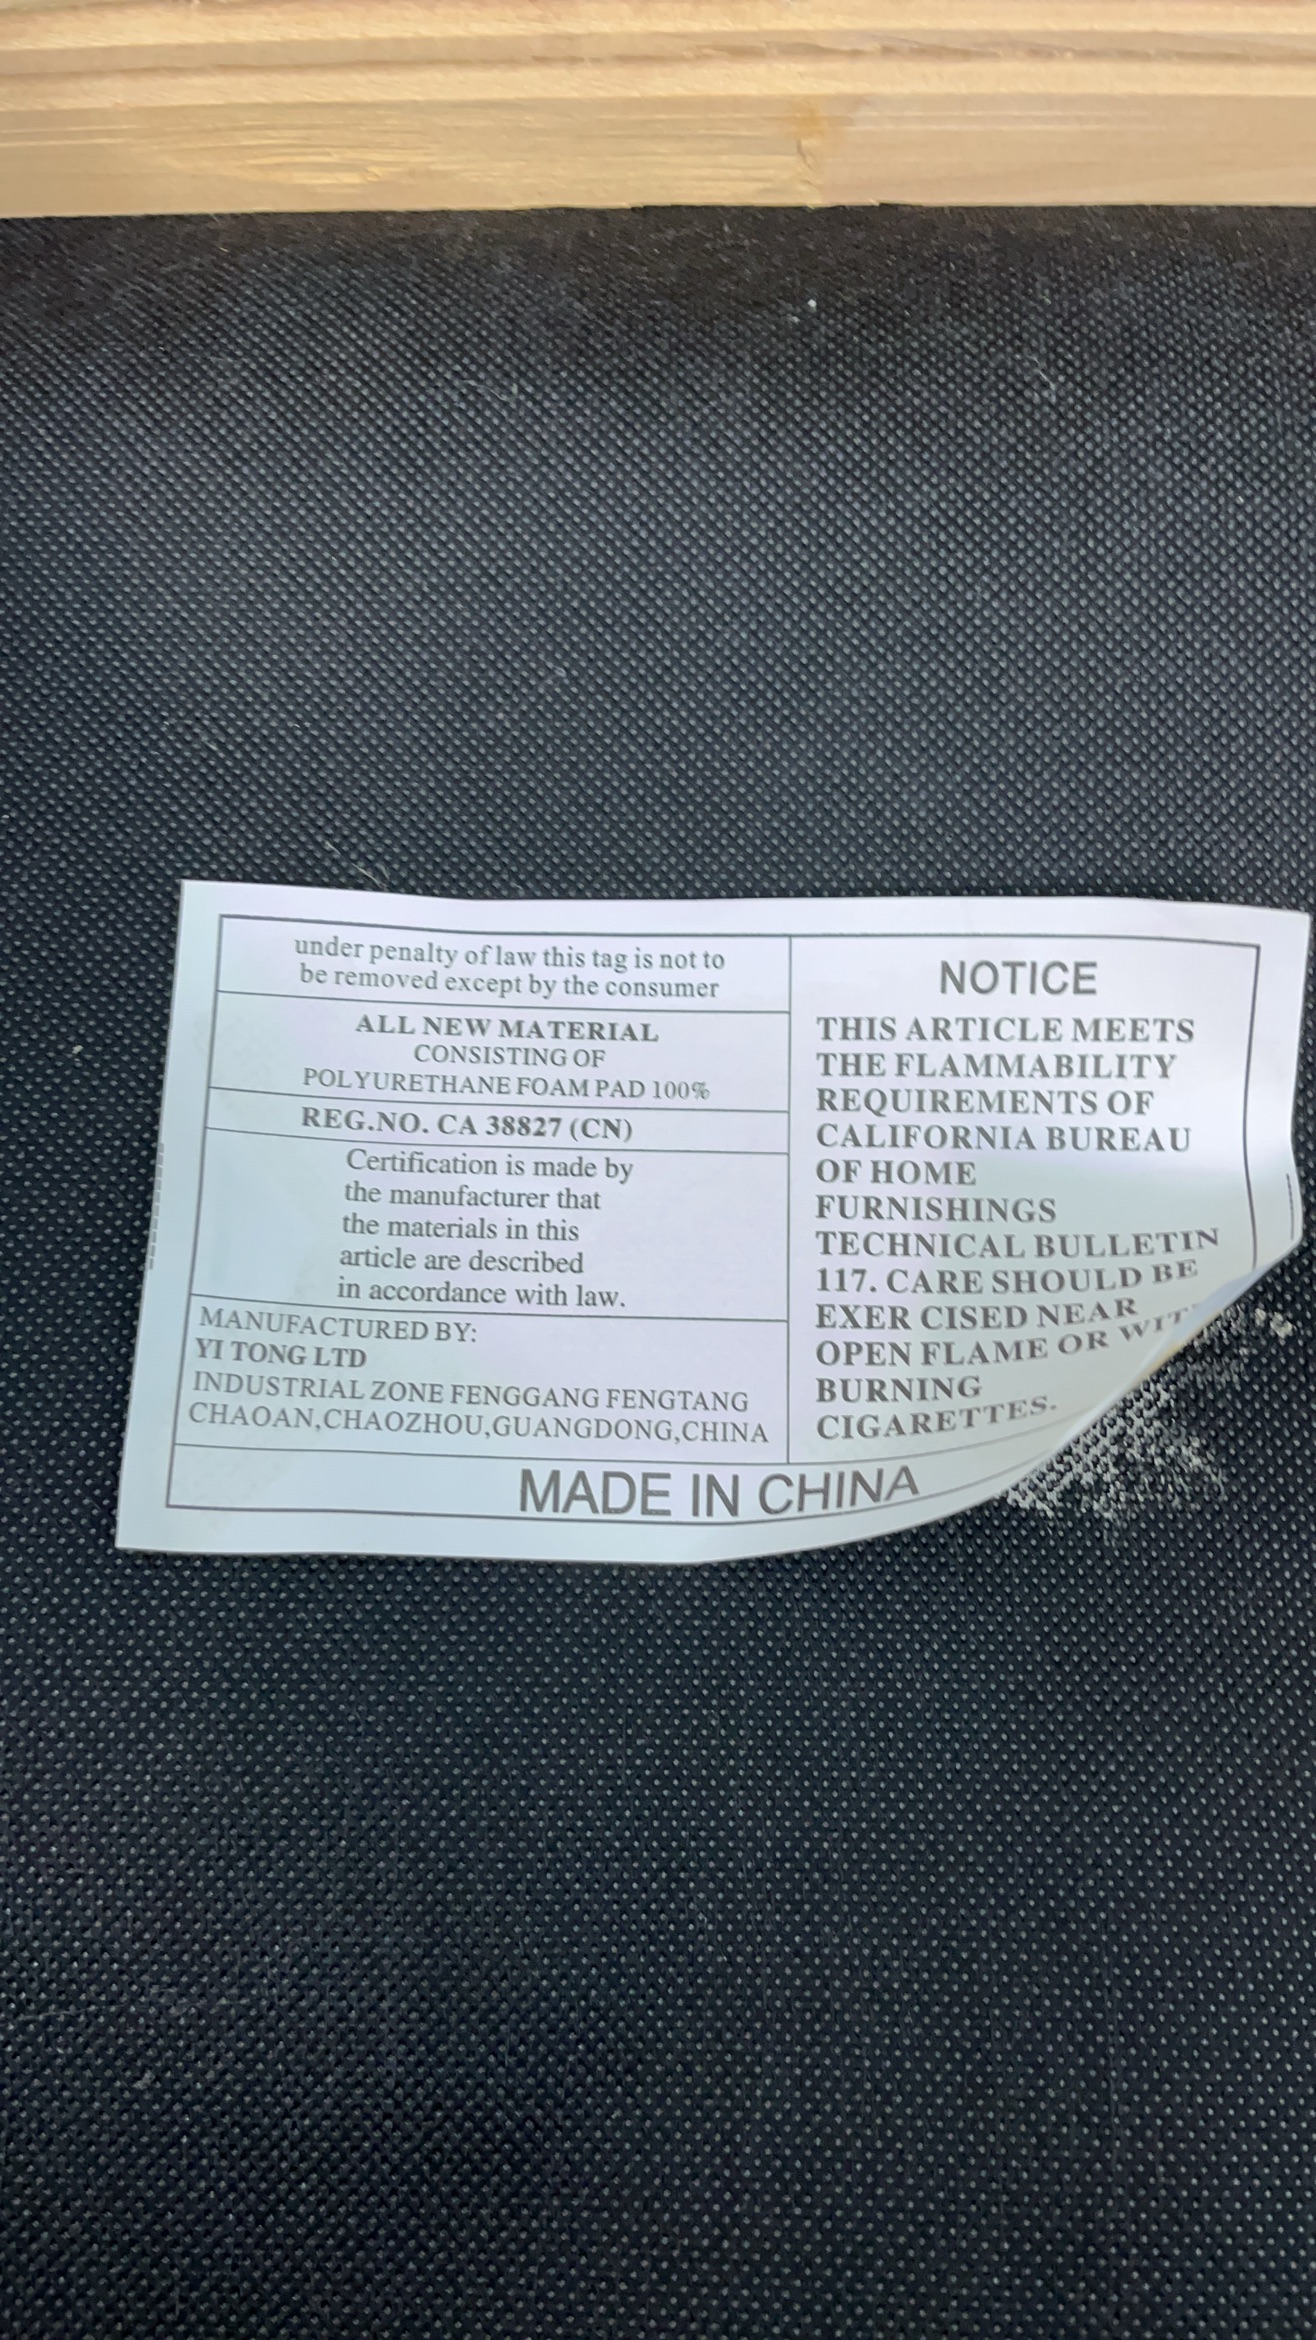 under penalty of law this tag is not to
be removed except by the consumer
ALL NEW MATERIAL
CONSISTING OF
POLYURETHANE FOAM PAD 100%
REG.NO. CA 38827 (CN)
Certification is made by
the manufacturer that
the materials in this
article are described
in accordance with law.
MANUFACTURED BY:
YI TONG LTD
INDUSTRIAL ZONE FENGGANG FENGTANG
CHAOAN,CHAOZHOU,GUANGDONG,CHINA
NOTICE
THIS ARTICLE MEETS
THE FLAMMABILITY
REQUIREMENTS OF
CALIFORNIA BUREAU
OF HOME
FURNISHINGS
TECHNICAL BULLETIN
117. CARE SHOULD BE
EXER CISED NEAR
OPEN FLAME OR
BURNING
CIGARETTES.
MADE IN CHINA